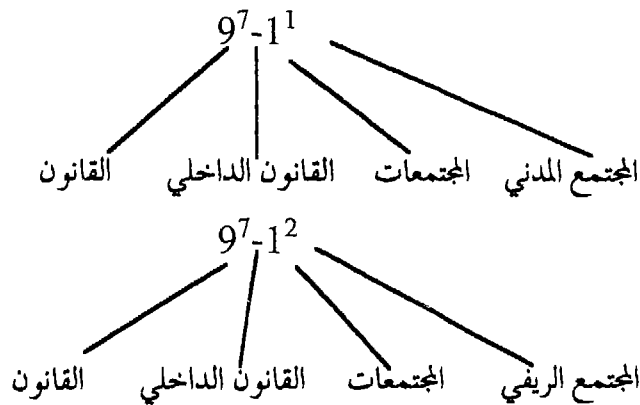 9⁷-1¹
المجتمع المدني المجتمعات القانون الداخلي القانون
9⁷-1²
المجتمع الريفي المجتمعات القانون الداخلي القانون